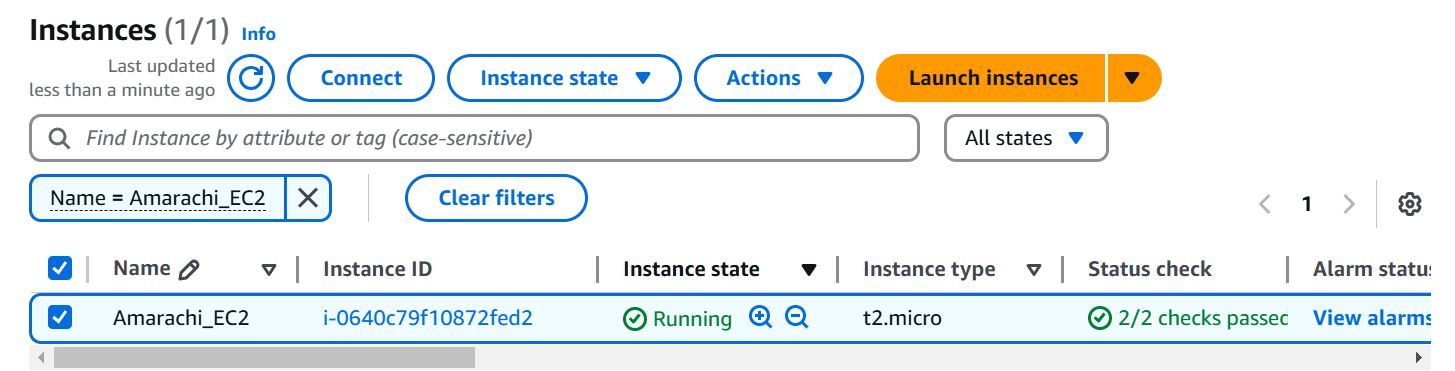 Instances (1/1) Info
Last updated
less than a minute ago
Connect
Instance state
Actions
Launch instances
Find Instance by attribute or tag (case-sensitive)
All states
Name = Amarachi_EC2
Clear filters
1
Name Instance ID Instance state Instance type Status check Alarm status
Amarachi_EC2 i-0640c79f10872fed2 Running t2.micro 2/2 checks passed View alarms